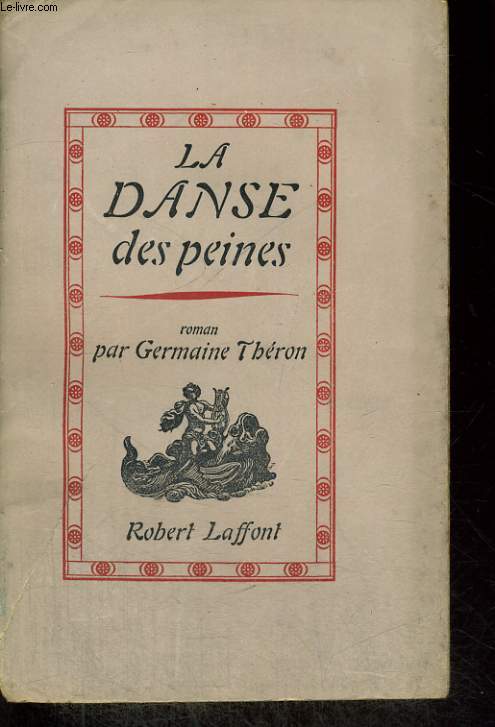 Le-livre.com
LA
DANSE
des peines
roman
par Germaine Théron
Robert Laffont